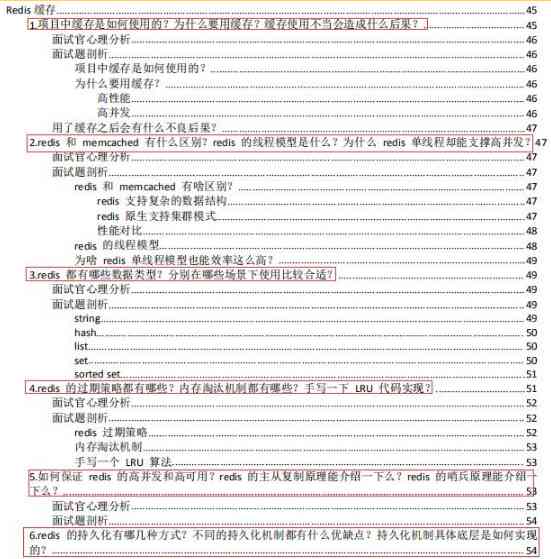 Redis 缓存 45
1.项目中缓存是如何使用的？为什么要用缓存？缓存使用不当会造成什么后果？ 45
面试官心理分析 46
面试题剖析 46
项目中缓存是如何使用的？ 46
为什么要用缓存？ 46
高性能 46
高并发 46
用了缓存之后会有什么不良后果？ 47
2.redis 和 memcached 有什么区别？redis 的线程模型是什么？为什么 redis 单线程却能支撑高并发？ 47
面试官心理分析 47
面试题剖析 47
redis 和 memcached 有啥区别？ 47
redis 支持复杂的数据结构 47
redis 原生支持集群模式 47
性能对比 48
redis 的线程模型 48
为啥 redis 单线程模型也能效率这么高？ 49
3.redis 都有哪些数据类型？分别在哪些场景下使用比较合适？ 49
面试官心理分析 49
面试题剖析 49
string 49
hash 50
list 50
set 50
sorted set 51
4.redis 的过期策略都有哪些？内存淘汰机制都有哪些？手写一下 LRU 代码实现？ 51
面试官心理分析 52
面试题剖析 52
redis 过期策略 52
内存淘汰机制 53
手写一个 LRU 算法 53
5.如何保证 redis 的高并发和高可用？redis 的主从复制原理能介绍一下么？redis 的哨兵原理能介绍一
下么？ 53
面试官心理分析 53
面试题剖析 54
6.redis 的持久化有哪几种方式？不同的持久化机制都有什么优缺点？持久化机制具体底层是如何实现
的？ 54